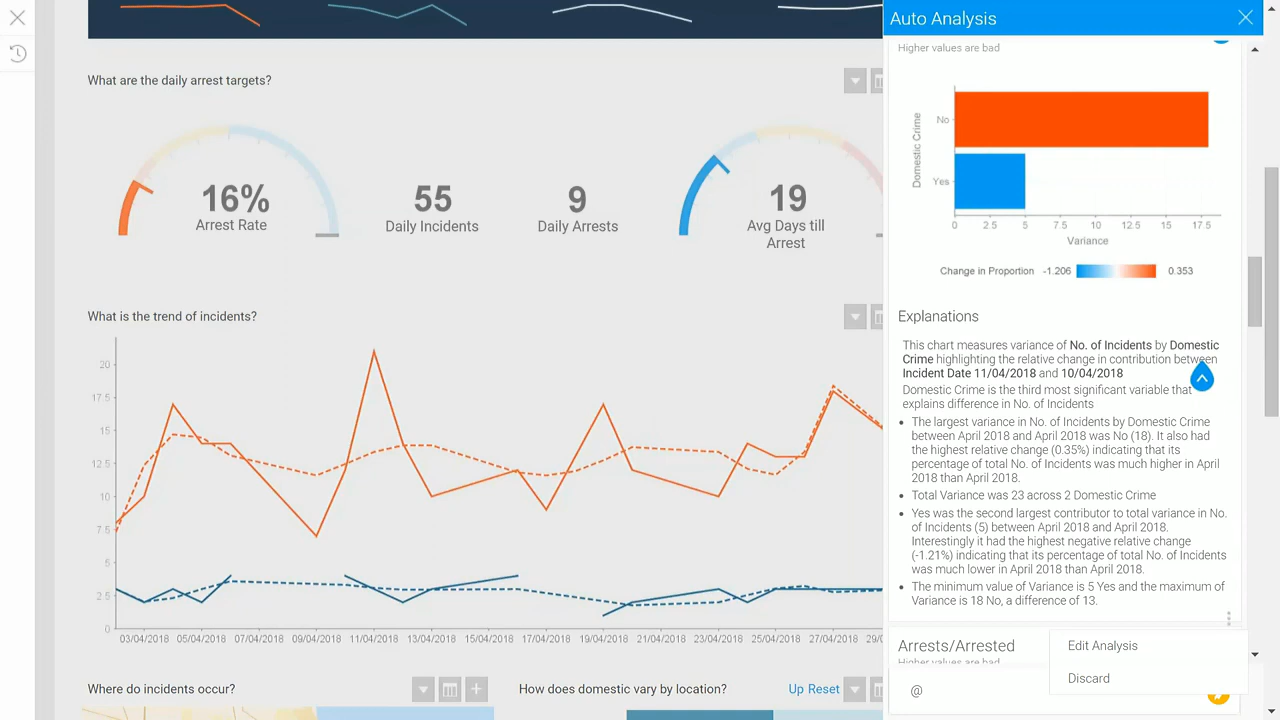 Auto Analysis
Higher values are bad
What are the daily arrest targets?
16%
Arrest Rate
55
Daily Incidents
9
Daily Arrests
19
Avg Days till
Arrest
Domestic Crime
No
Yes
0 2.5 5 7.5 10 12.5 15 17.5
Variance
Change in Proportion -1.206 0.353
What is the trend of incidents?
20
17.5
15
12.5
10
7.5
5
2.5
0
03/04/2018 05/04/2018 07/04/2018 09/04/2018 11/04/2018 13/04/2018 15/04/2018 17/04/2018 19/04/2018 21/04/2018 23/04/2018 25/04/2018 27/04/2018 29/0
Explanations
This chart measures variance of No. of Incidents by Domestic
Crime highlighting the relative change in contribution between
Incident Date 11/04/2018 and 10/04/2018
Domestic Crime is the third most significant variable that
explains difference in No. of Incidents
• The largest variance in No. of Incidents by Domestic Crime
between April 2018 and April 2018 was No (18). It also had
the highest relative change (0.35%) indicating that its
percentage of total No. of Incidents was much higher in April
2018 than April 2018.
• Total Variance was 23 across 2 Domestic Crime
• Yes was the second largest contributor to total variance in No.
of Incidents (5) between April 2018 and April 2018.
Interestingly it had the highest negative relative change
(-1.21%) indicating that its percentage of total No. of Incidents
was much lower in April 2018 than April 2018.
• The minimum value of Variance is 5 Yes and the maximum of
Variance is 18 No, a difference of 13.
Arrests/Arrested
Higher values are bad
Edit Analysis
Discard
@
Where do incidents occur?
How does domestic vary by location?
Up Reset